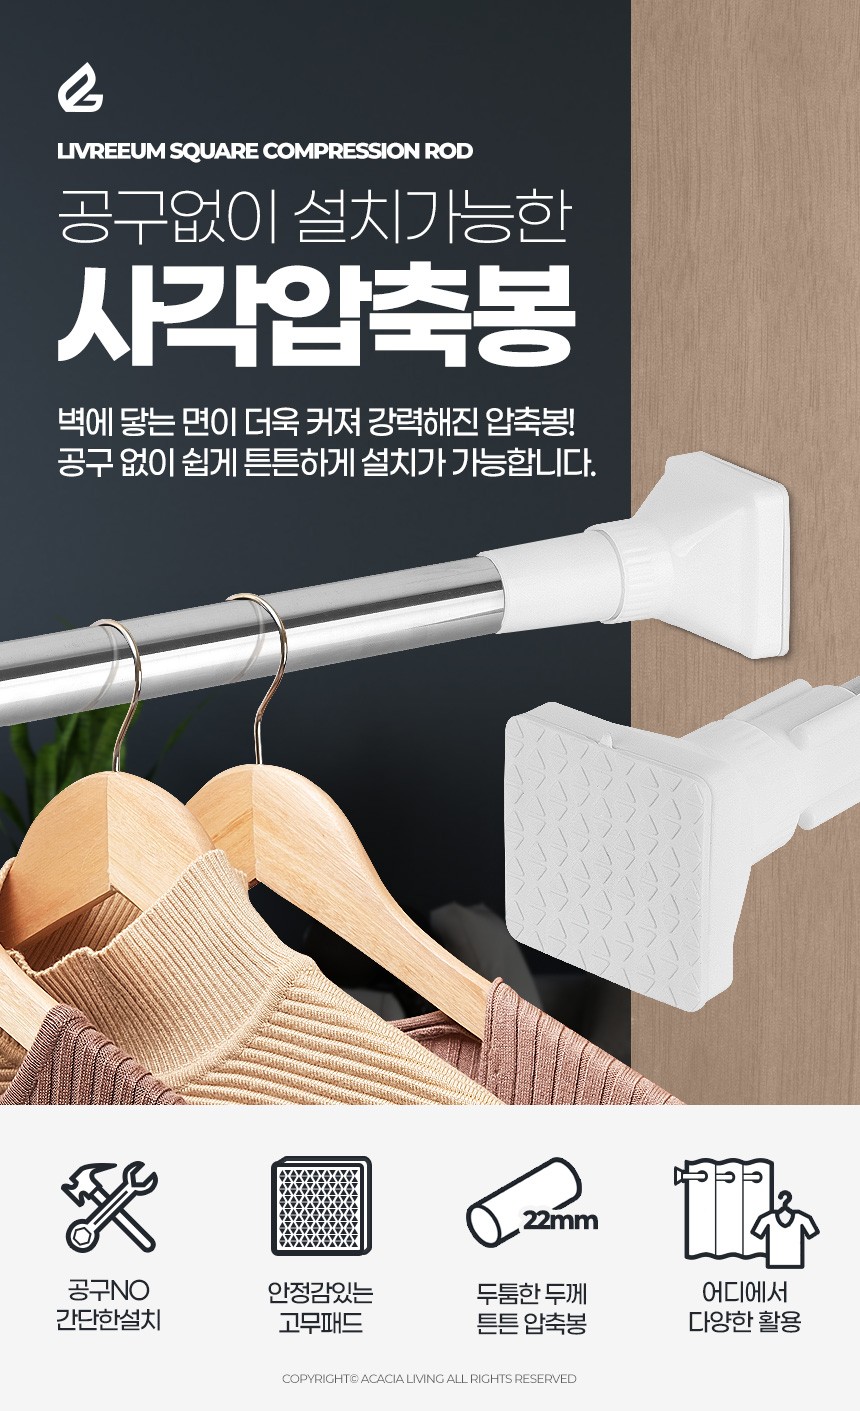 LIVREEUM SQUARE COMPRESSION ROD
공구없이 설치가능한
사각압축봉
벽에 닿는 면이 더욱 커져 강력해진 압축봉!
공구 없이 쉽게 튼튼하게 설치가 가능합니다.
22mm
공구NO
간단한설치
안정감있는
고무패드
두툼한 두께
튼튼 압축봉
어디에서
다양한 활용
COPYRIGHT© ACACIA LIVING ALL RIGHTS RESERVED